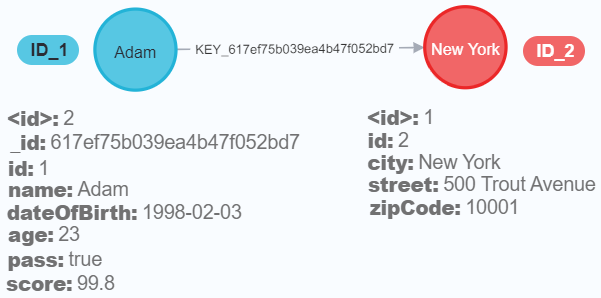 ID_1 Adam KEY_617ef75b039ea4b47f052bd7 New York ID_2
<id>: 2
_id: 617ef75b039ea4b47f052bd7
id: 1
name: Adam
dateOfBirth: 1998-02-03
age: 23
pass: true
score: 99.8
<id>: 1
id: 2
city: New York
street: 500 Trout Avenue
zipCode: 10001